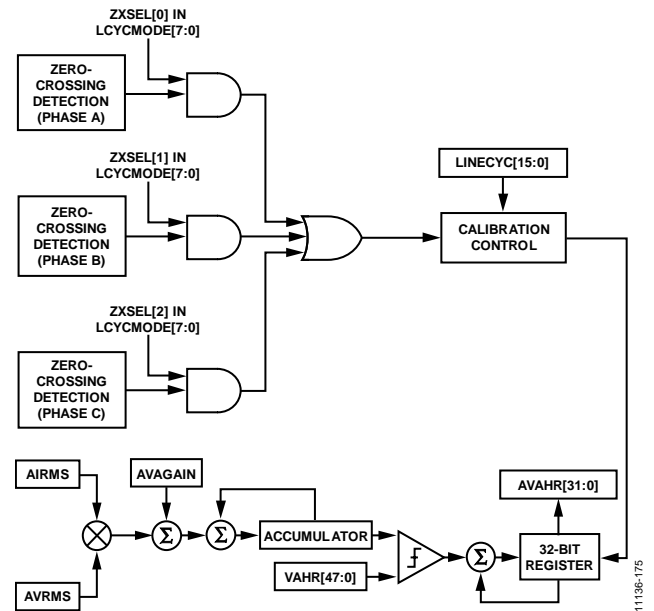 ZXSEL[0] IN
LCYCMODE[7:0]
ZERO-
CROSSING
DETECTION
(PHASE A)
ZXSEL[1] IN
LCYCMODE[7:0]
ZERO-
CROSSING
DETECTION
(PHASE B)
LINECYC[15:0]
CALIBRATION
CONTROL
ZXSEL[2] IN
LCYCMODE[7:0]
ZERO-
CROSSING
DETECTION
(PHASE C)
AIRMS
AVAGAIN
AVAHR[31:0]
Σ
Σ
ACCUMULATOR
Σ
32-BIT
REGISTER
VAHR[47:0]
AVRMS
11136-175